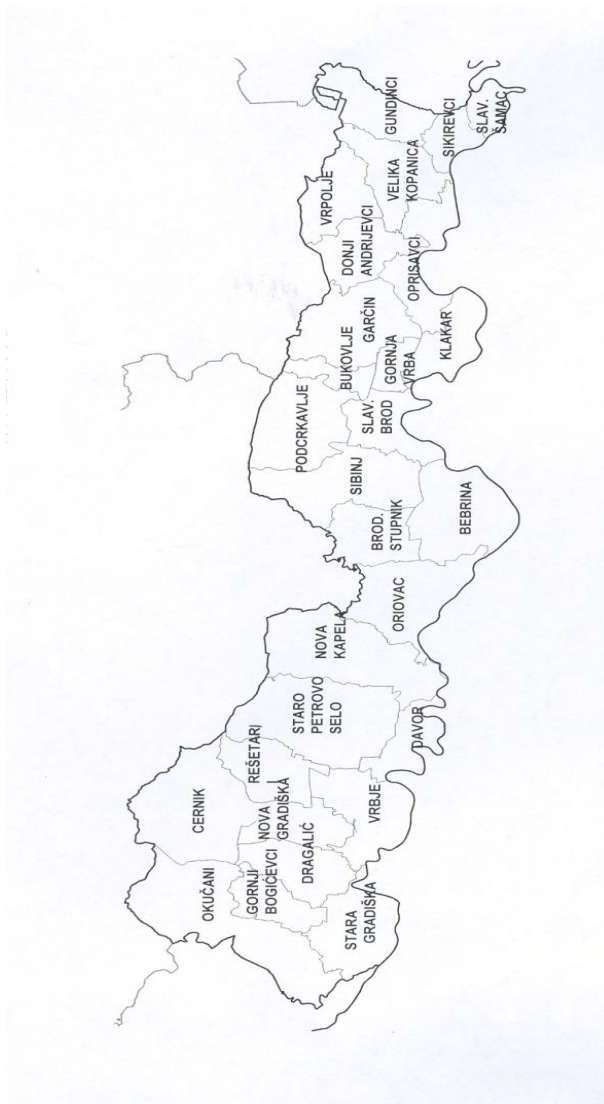 OKUČANI
CERNIK
GORNJI
BOGIĆEVCI
NOVA
GRADIŠKA
REŠETARI
DRAGALIĆ
STARA
GRADIŠKA
VRBJE
STARO
PETROVO
SELO
DAVOR
NOVA
KAPELA
ORIOVAC
BROD.
STUPNIK
SIBINJ
BEBRINA
PODCRKAVLJE
SLAV.
BROD
BUKOVLJE
GORNJA
VRBA
GARČIN
KLAKAR
DONJI
ANDRIJEVCI
OPRISAVCI
VRPOLJE
VELIKA
KOPANICA
GUNDINCI
SIKIREVCI
SLAV.
ŠAMAC